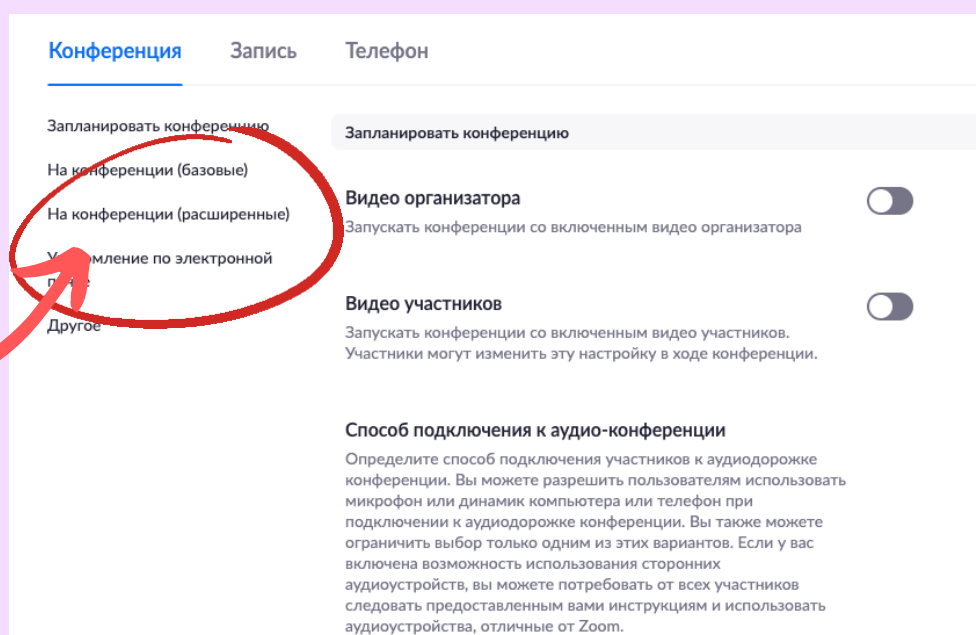 Конференция Запись Телефон
Запланировать конференцию
На конференции (базовые)
На конференции (расширенные)
Уведомление по электронной
почте
Другое
Запланировать конференцию
Видео организатора
Запускать конференции со включенным видео организатора
Видео участников
Запускать конференции со включенным видео участников.
Участники могут изменить эту настройку в ходе конференции.
Способ подключения к аудио-конференции
Определите способ подключения участников к аудиодорожке
конференции. Вы можете разрешить пользователям использовать
микрофон или динамик компьютера или телефон при
подключении к аудиодорожке конференции. Вы также можете
ограничить выбор только одним из этих вариантов. Если у вас
включена возможность использования сторонних
аудиоустройств, вы можете потребовать от всех участников
следовать предоставленным вами инструкциям и использовать
аудиоустройства, отличные от Zoom.